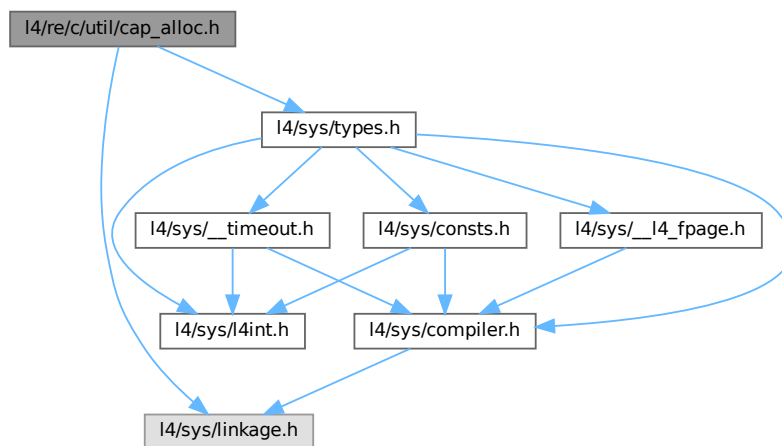 l4/re/c/util/cap_alloc.h
l4/sys/types.h
l4/sys/__timeout.h
l4/sys/consts.h
l4/sys/__l4_fpage.h
l4/sys/l4int.h
l4/sys/compiler.h
l4/sys/linkage.h